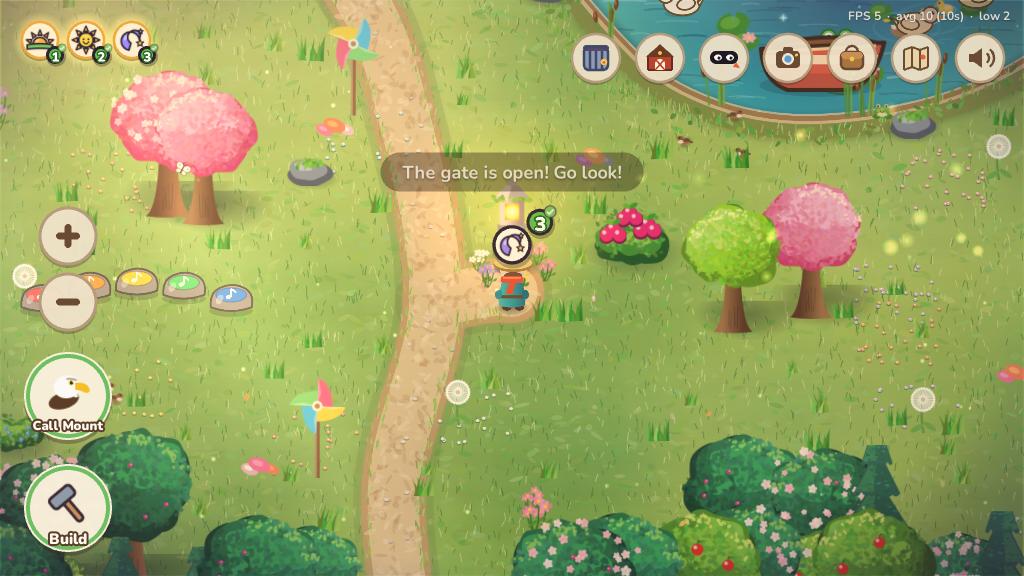 FPS 5 · avg 10 (10s) · low 2
1
2
3
The gate is open! Go look!
3
Call Mount
Build